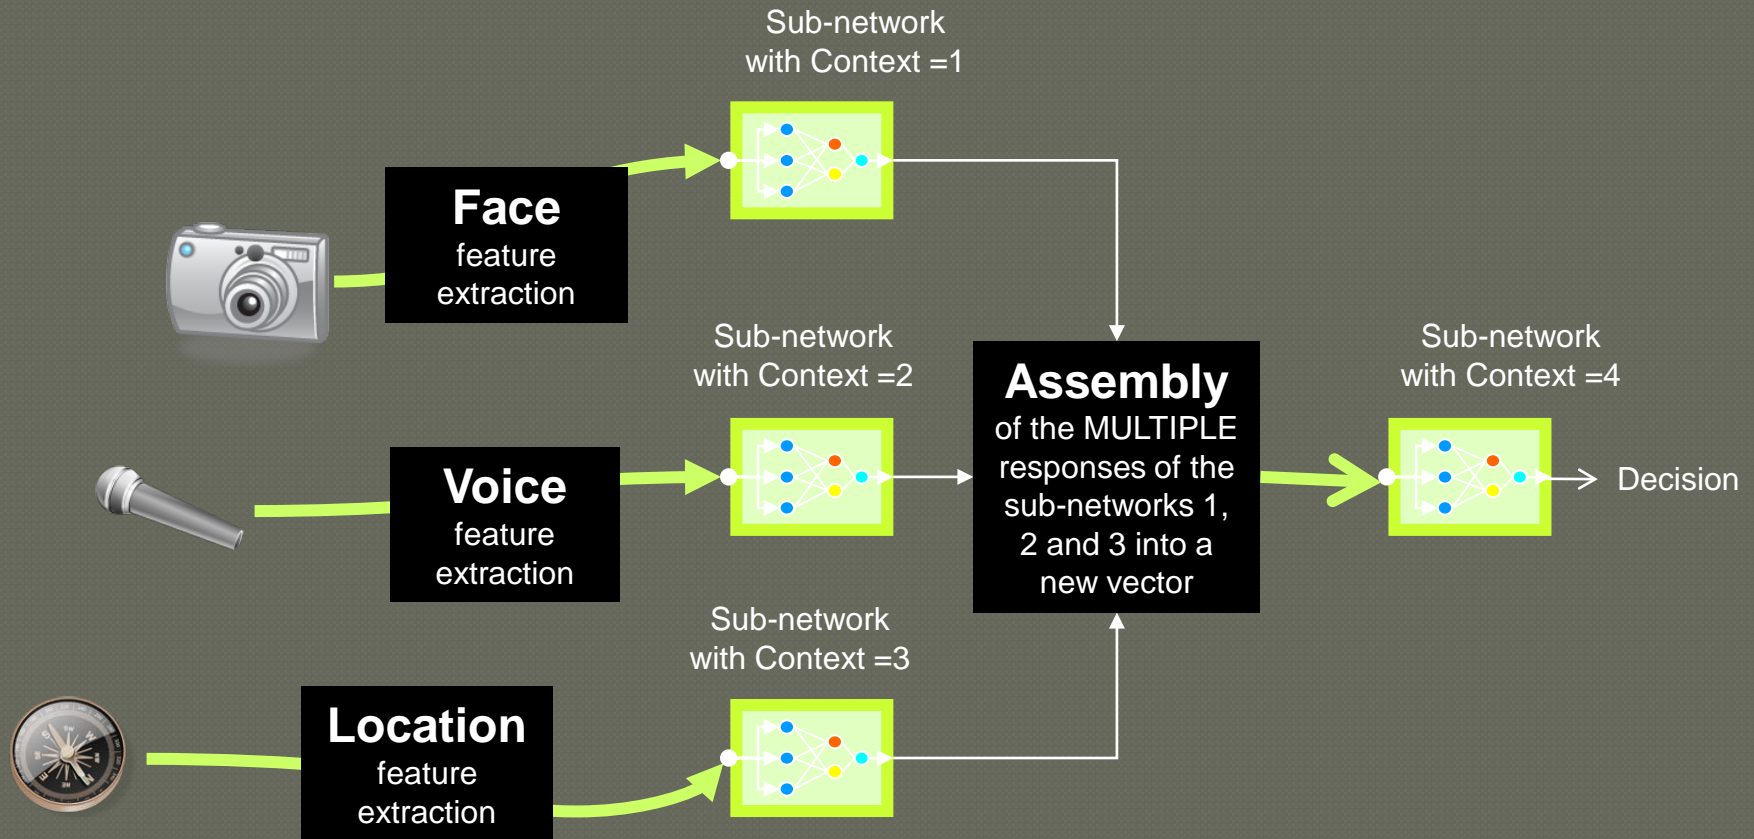 Sub-network
with Context =1
Face
feature
extraction
Sub-network
with Context =2
Voice
feature
extraction
Sub-network
with Context =3
Location
feature
extraction
Assembly
of the MULTIPLE
responses of the
sub-networks 1,
2 and 3 into a
new vector
Sub-network
with Context =4
Decision